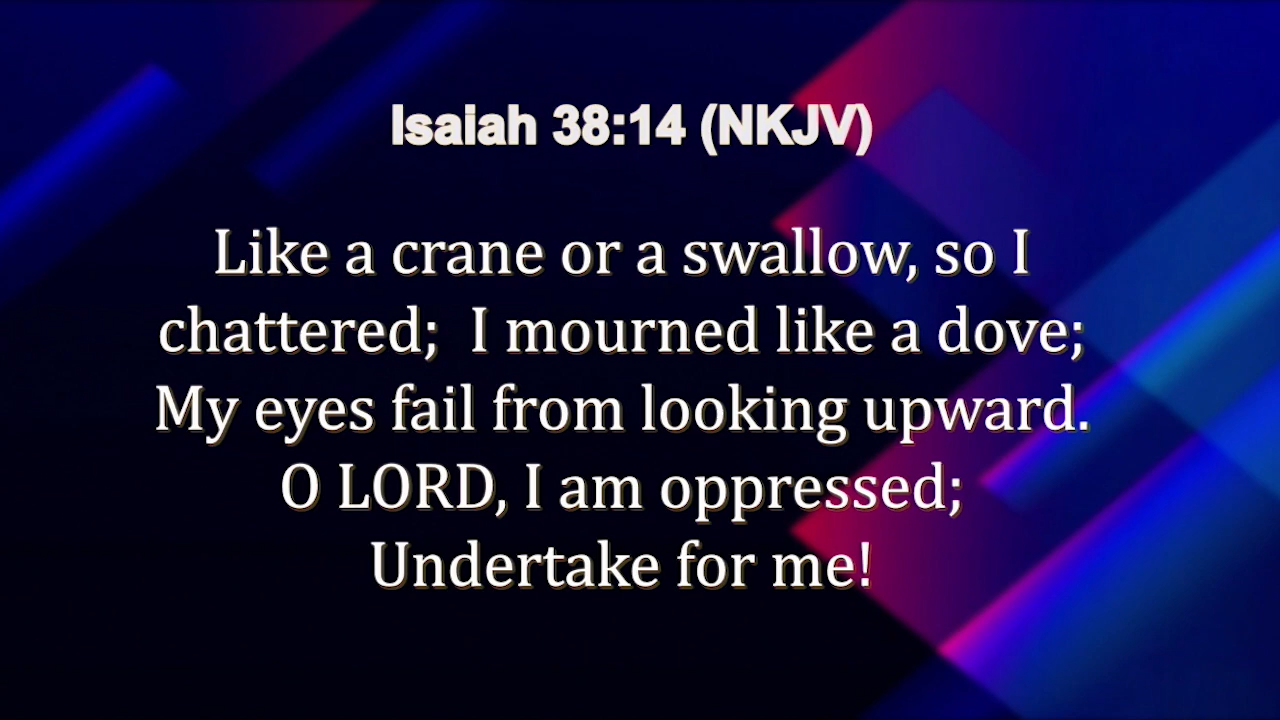 Isaiah 38:14 (NKJV)
Like a crane or a swallow, so I
chattered;  I mourned like a dove;
My eyes fail from looking upward.
O LORD, I am oppressed;
Undertake for me!